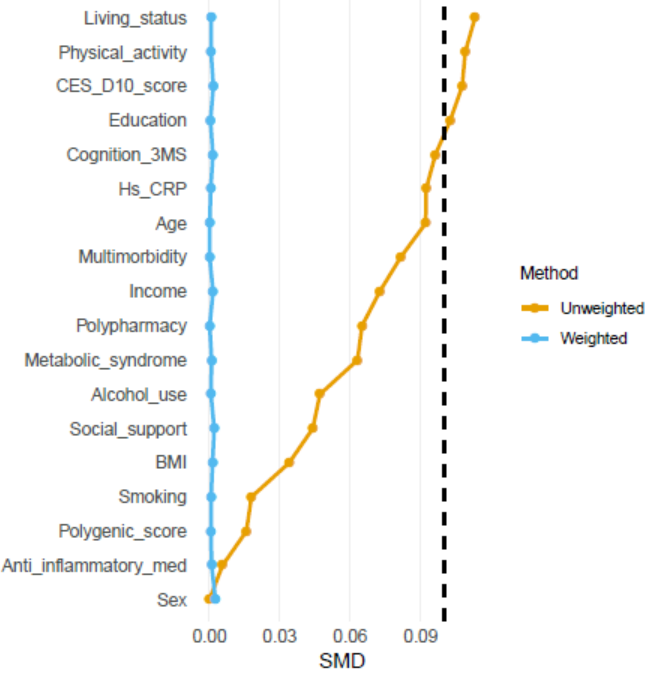 Living_status
Physical_activity
CES_D10_score
Education
Cognition_3MS
Hs_CRP
Age
Multimorbidity
Income
Polypharmacy
Metabolic_syndrome
Alcohol_use
Social_support
BMI
Smoking
Polygenic_score
Anti_inflammatory_med
Sex
0.00 0.03 0.06 0.09
SMD
Method
Unweighted
Weighted